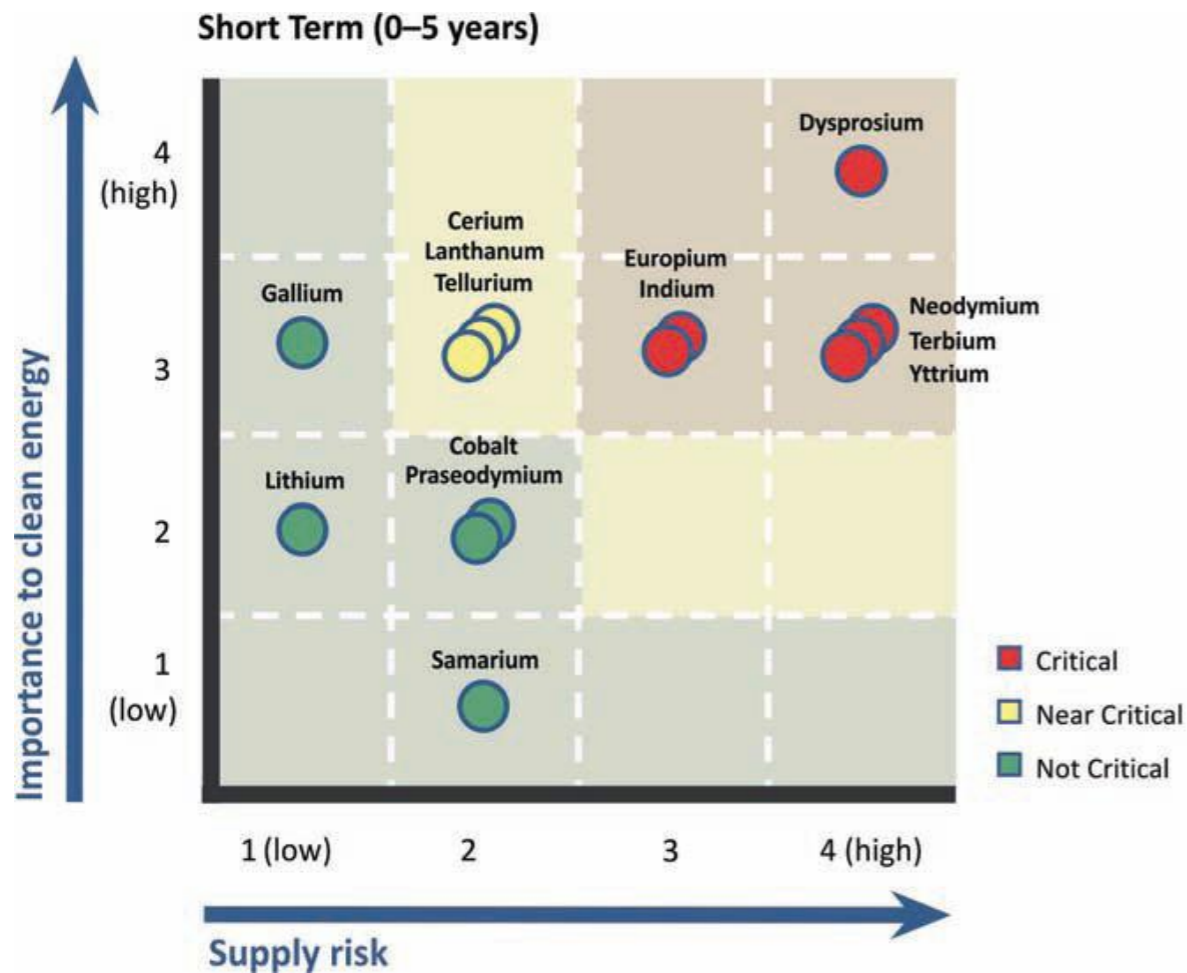 Short Term (0–5 years)
Importance to clean energy
4
(high)
3
2
1
(low)
Dysprosium
Cerium
Lanthanum
Tellurium
Europium
Indium
Gallium
Neodymium
Terbium
Yttrium
Cobalt
Praseodymium
Lithium
Samarium
Critical
Near Critical
Not Critical
1 (low)
2
3
4 (high)
Supply risk